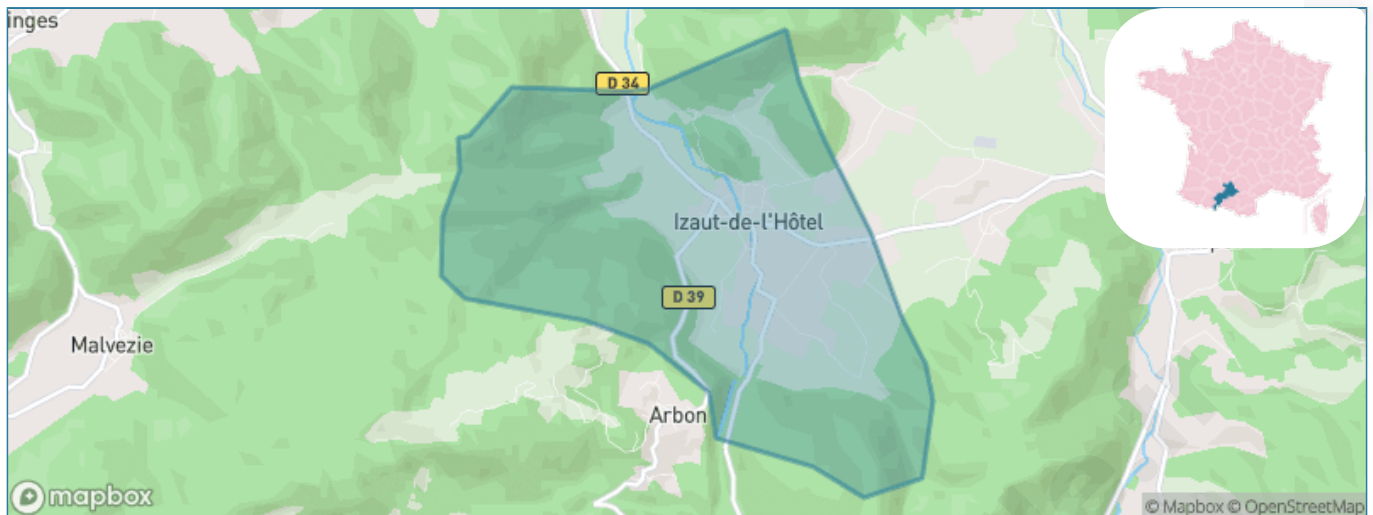 inges
D 34
Izaut-de-l'Hôtel
D 39
Malvezie
Arbon
mapbox
© Mapbox © OpenStreetMap